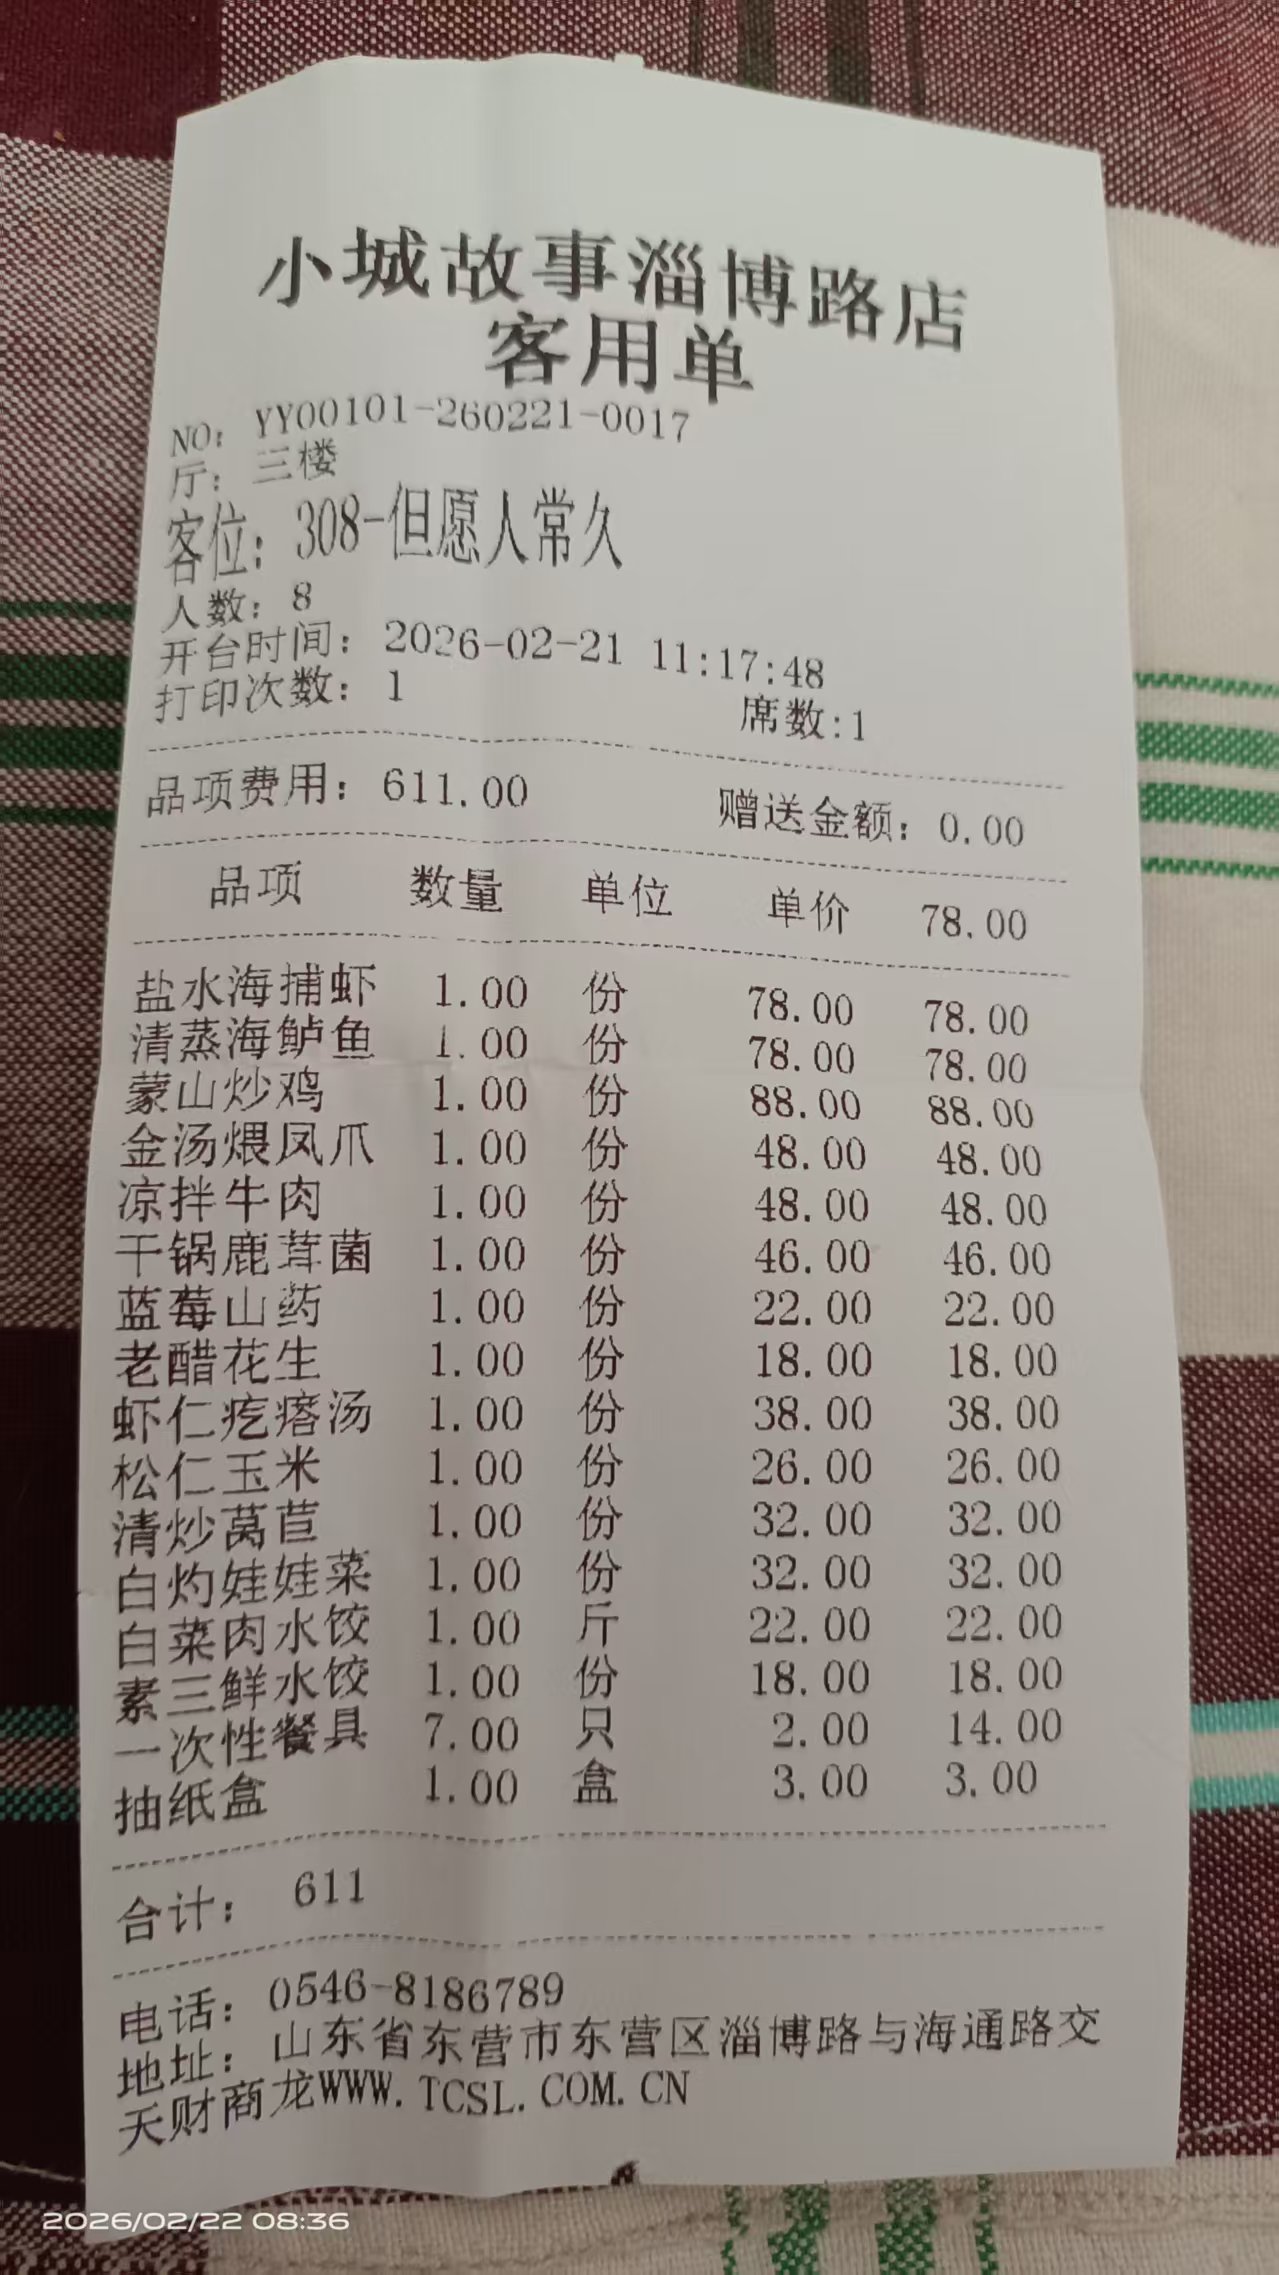 小城故事淄博路店
客用单
NO: YY00101-260221-0017
厅: 三楼
客位: 308-但愿人常久
人数: 8
开台时间: 2026-02-21 11:17:48
打印次数: 1 席数:1
品项费用: 611.00 赠送金额: 0.00
品项 数量 单位 单价 78.00
盐水海捕虾 1.00 份 78.00 78.00
清蒸海鲈鱼 1.00 份 78.00 78.00
蒙山炒鸡 1.00 份 88.00 88.00
金汤煨凤爪 1.00 份 48.00 48.00
凉拌牛肉 1.00 份 48.00 48.00
干锅鹿茸菌 1.00 份 46.00 46.00
蓝莓山药 1.00 份 22.00 22.00
老醋花生 1.00 份 18.00 18.00
虾仁疙瘩汤 1.00 份 38.00 38.00
松仁玉米 1.00 份 26.00 26.00
清炒莴苣 1.00 份 32.00 32.00
白灼娃娃菜 1.00 份 32.00 32.00
白菜肉水饺 1.00 斤 22.00 22.00
素三鲜水饺 1.00 份 18.00 18.00
一次性餐具 7.00 只 2.00 14.00
抽纸盒 1.00 盒 3.00 3.00
合计: 611
电话: 0546-8186789
地址: 山东省东营市东营区淄博路与海通路交
天财商龙WWW.TCSL.COM.CN
2026/02/22 08:36